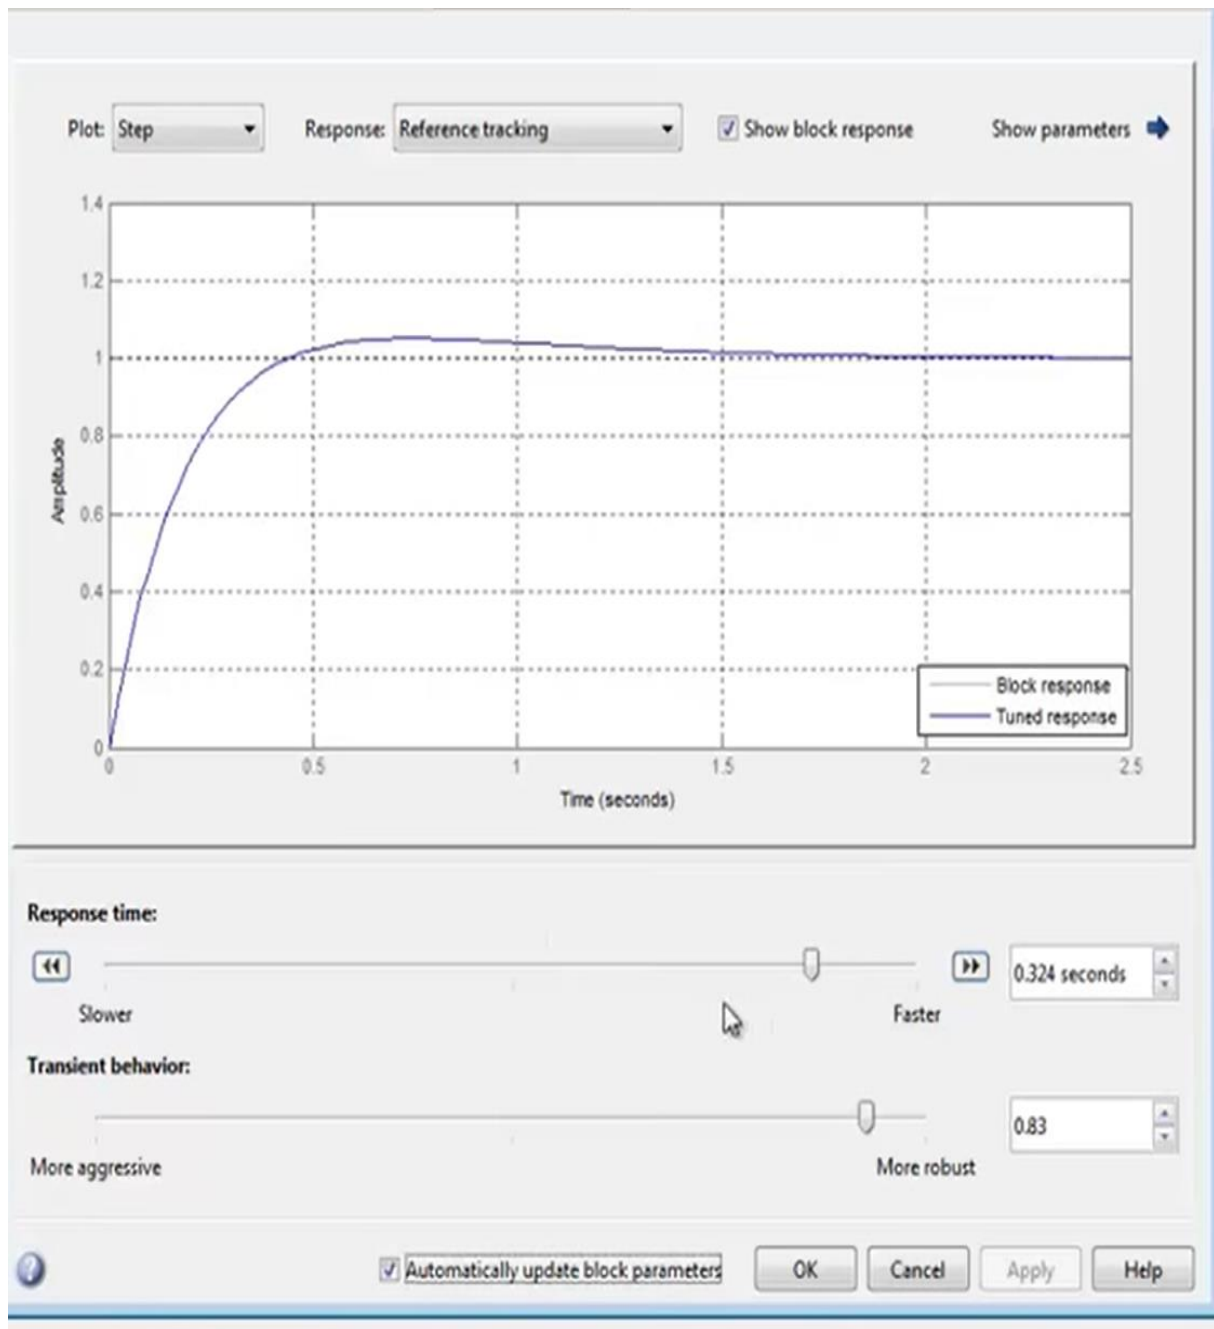 Plot: Step Response: Reference tracking Show block response Show parameters
1.4
1.2
1
0.8
0.6
0.4
0.2
0
Amplitude
Block response
Tuned response
0 0.5 1 1.5 2 2.5
Time (seconds)
Response time:
0.324 seconds
Slower Faster
Transient behavior:
0.83
More aggressive More robust
Automatically update block parameters OK Cancel Apply Help